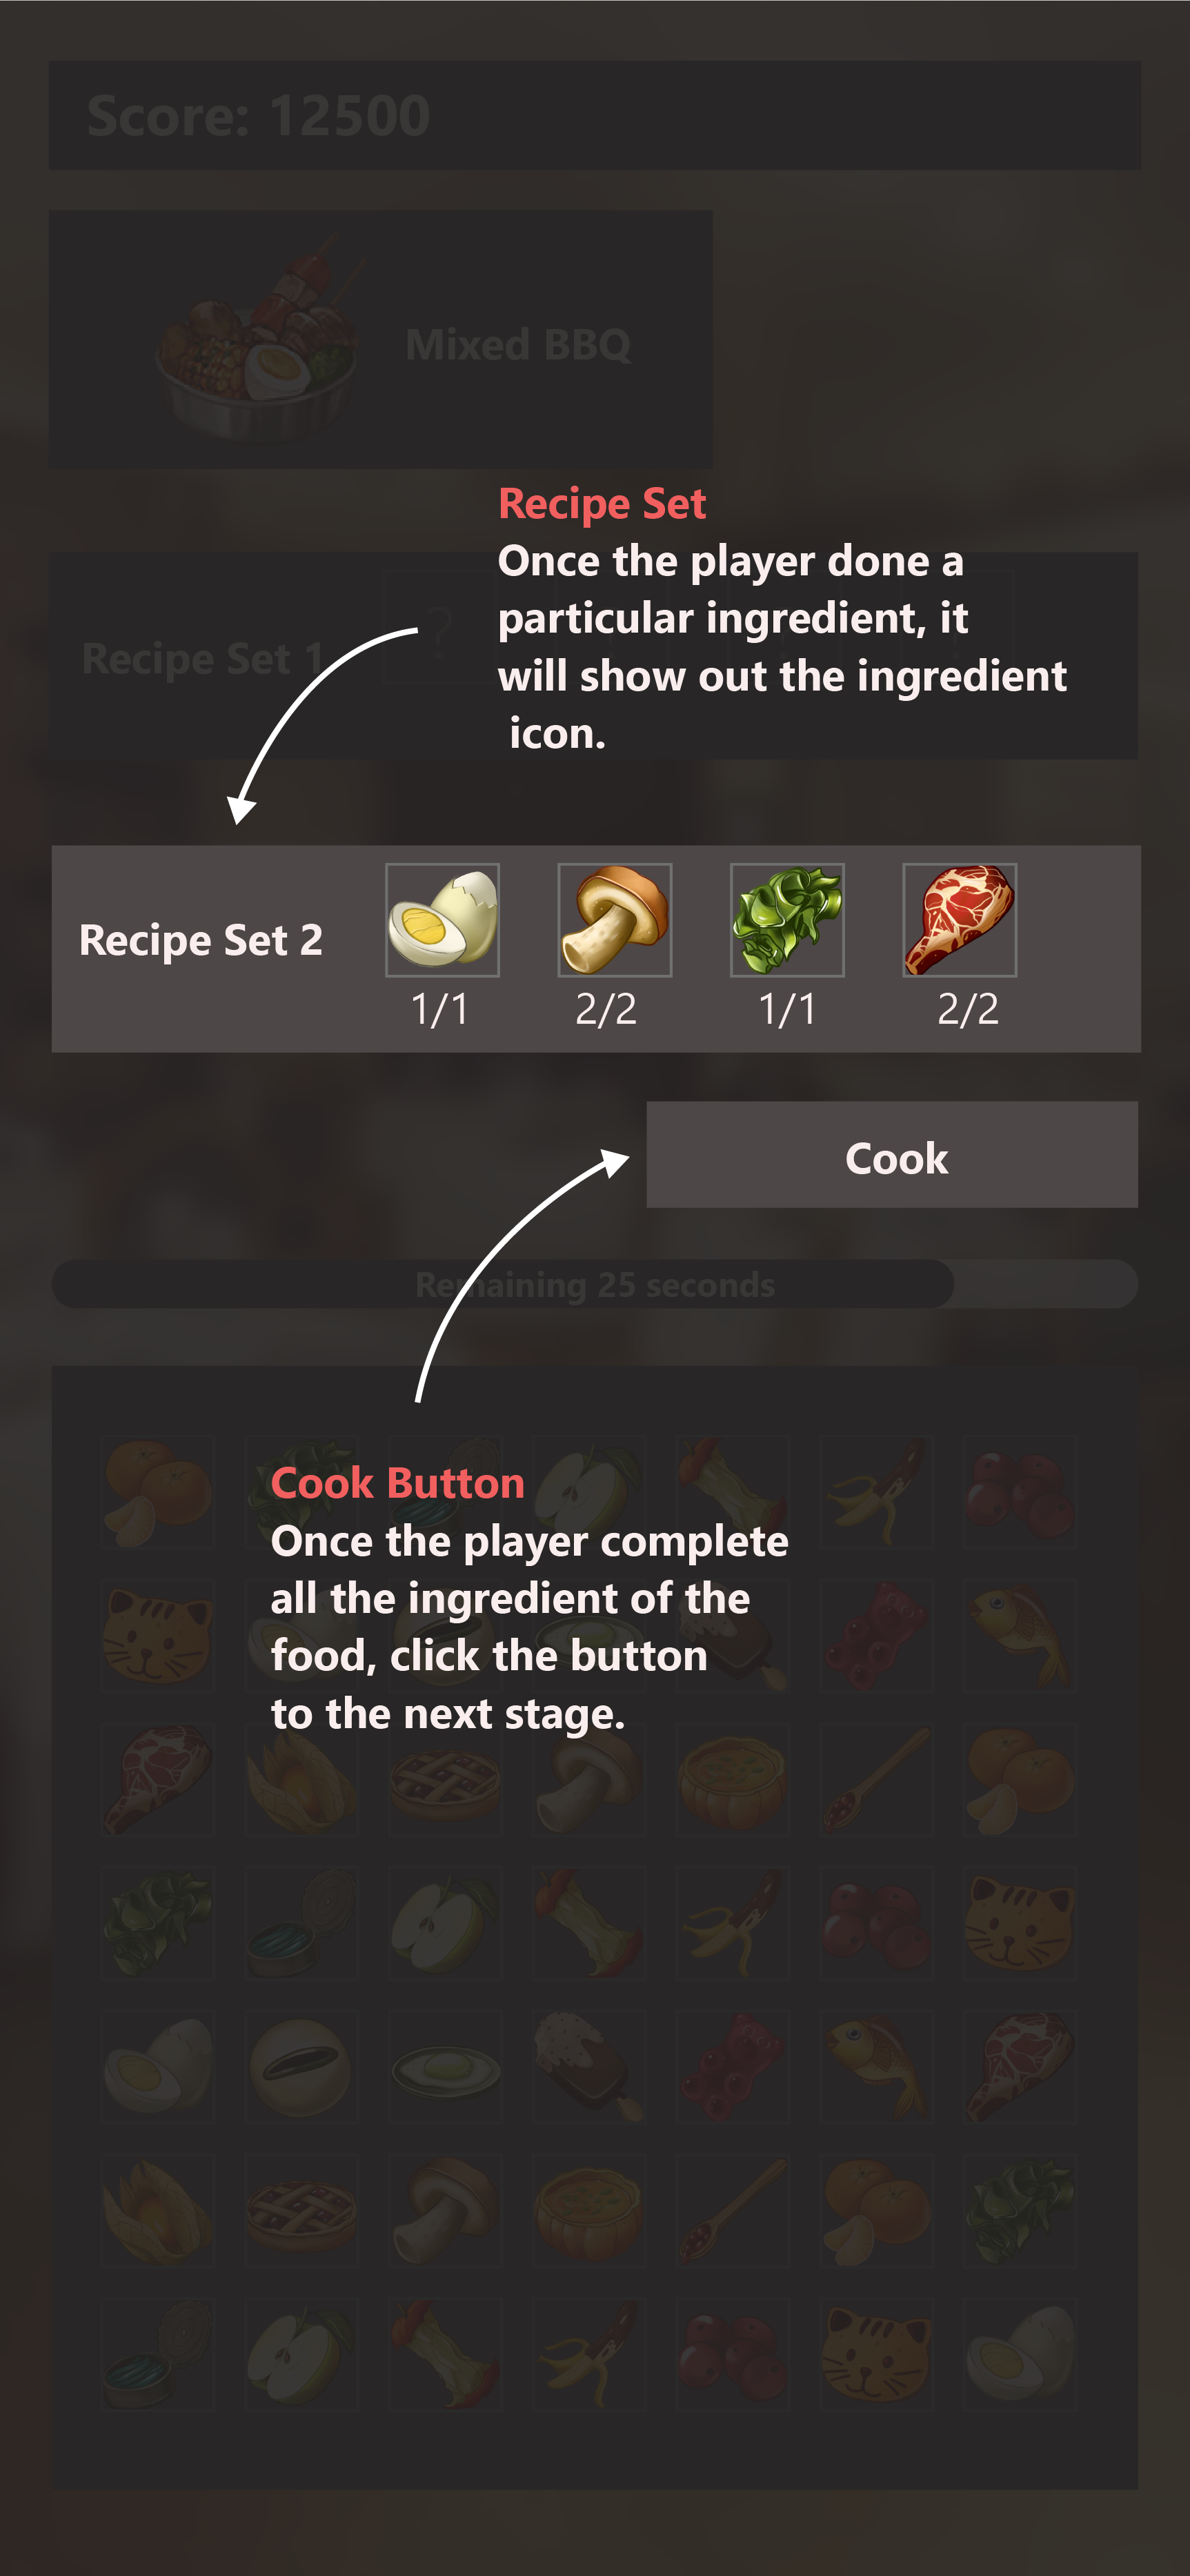 Score: 12500
Mixed BBQ
Recipe Set
Once the player done a
particular ingredient, it
will show out the ingredient
icon.
?
Recipe Set 1
Recipe Set 2
1/1 2/2 1/1 2/2
Cook
Remaining 25 seconds
Cook Button
Once the player complete
all the ingredient of the
food, click the button
to the next stage.